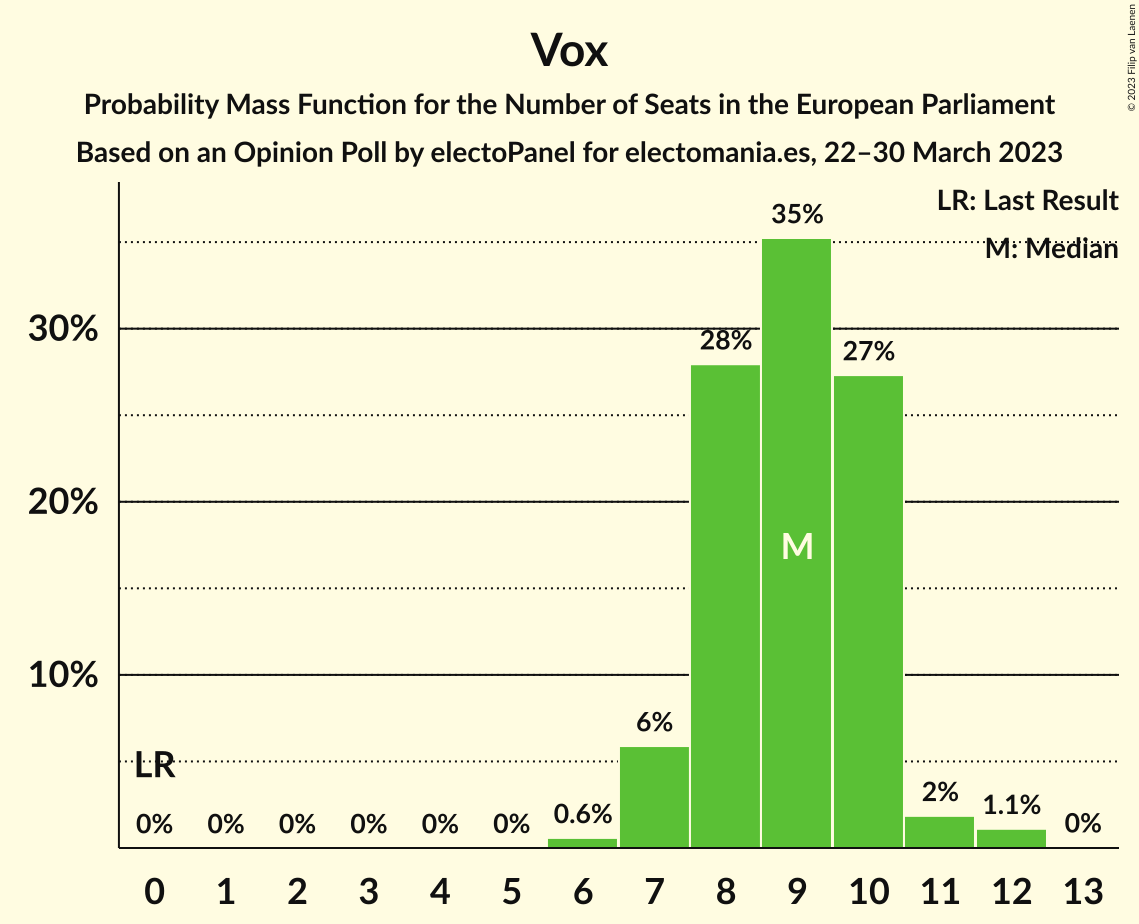 Vox
Probability Mass Function for the Number of Seats in the European Parliament
Based on an Opinion Poll by electoPanel for electomania.es, 22–30 March 2023
© 2023 Filip van Laenen
LR: Last Result
M: Median
35%
30%
28%
27%
20%
M
10%
6%
LR
0% 0% 0% 0% 0% 0% 0.6% 2% 1.1% 0%
0 1 2 3 4 5 6 7 8 9 10 11 12 13